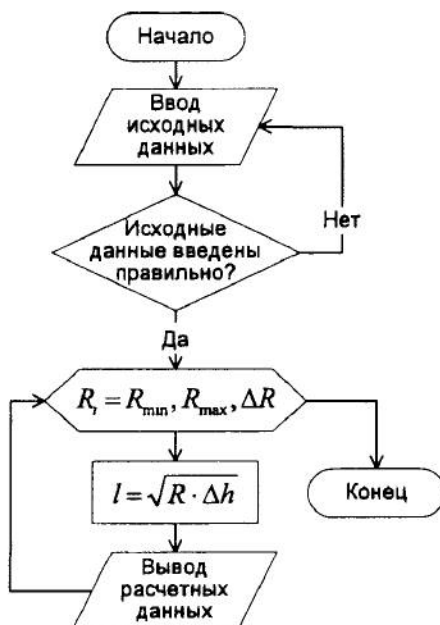 Начало
Ввод
исходных
данных
Исходные
данные введены
правильно?
Нет
Да
R_i = R_min, R_max, ΔR
l = √R · Δh
Конец
Вывод
расчетных
данных